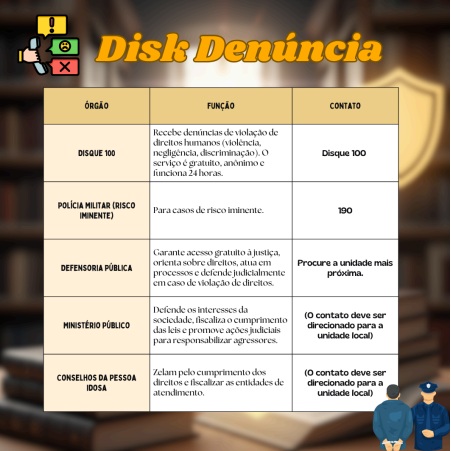 Disk Denúncia
ÓRGÃO
FUNÇÃO
CONTATO
DISQUE 100
Recebe denúncias de violação de
direitos humanos (violência,
negligência, discriminação). O
serviço é gratuito, anônimo e
funciona 24 horas.
Disque 100
POLÍCIA MILITAR (RISCO
IMINENTE)
Para casos de risco iminente.
190
DEFENSORIA PÚBLICA
Garante acesso gratuito à justiça,
orienta sobre direitos, atua em
processos e defende judicialmente
em caso de violação de direitos.
Procure a unidade mais
próxima.
MINISTÉRIO PÚBLICO
Defende os interesses da
sociedade, fiscaliza o cumprimento
das leis e promove ações judiciais
para responsabilizar agressores.
(O contato deve ser
direcionado para a
unidade local)
CONSELHOS DA PESSOA
IDOSA
Zelam pelo cumprimento dos
direitos e fiscalizar as entidades de
atendimento.
(O contato deve ser
direcionado para a
unidade local)